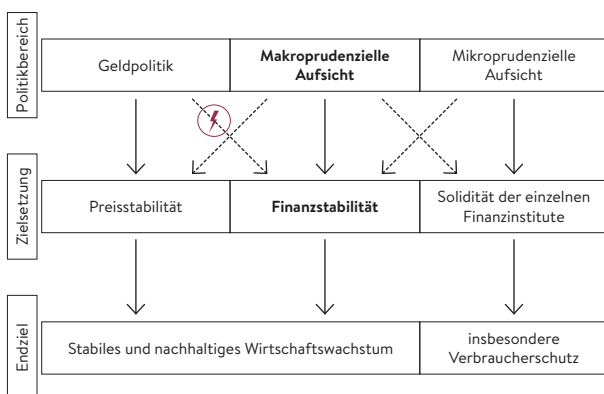 Politikbereich
Geldpolitik
Makroprudenzielle
Aufsicht
Mikroprudenzielle
Aufsicht
Zielsetzung
Preisstabilität
Finanzstabilität
Solidität der einzelnen
Finanzinstitute
Endziel
Stabiles und nachhaltiges Wirtschaftswachstum
insbesondere
Verbraucherschutz